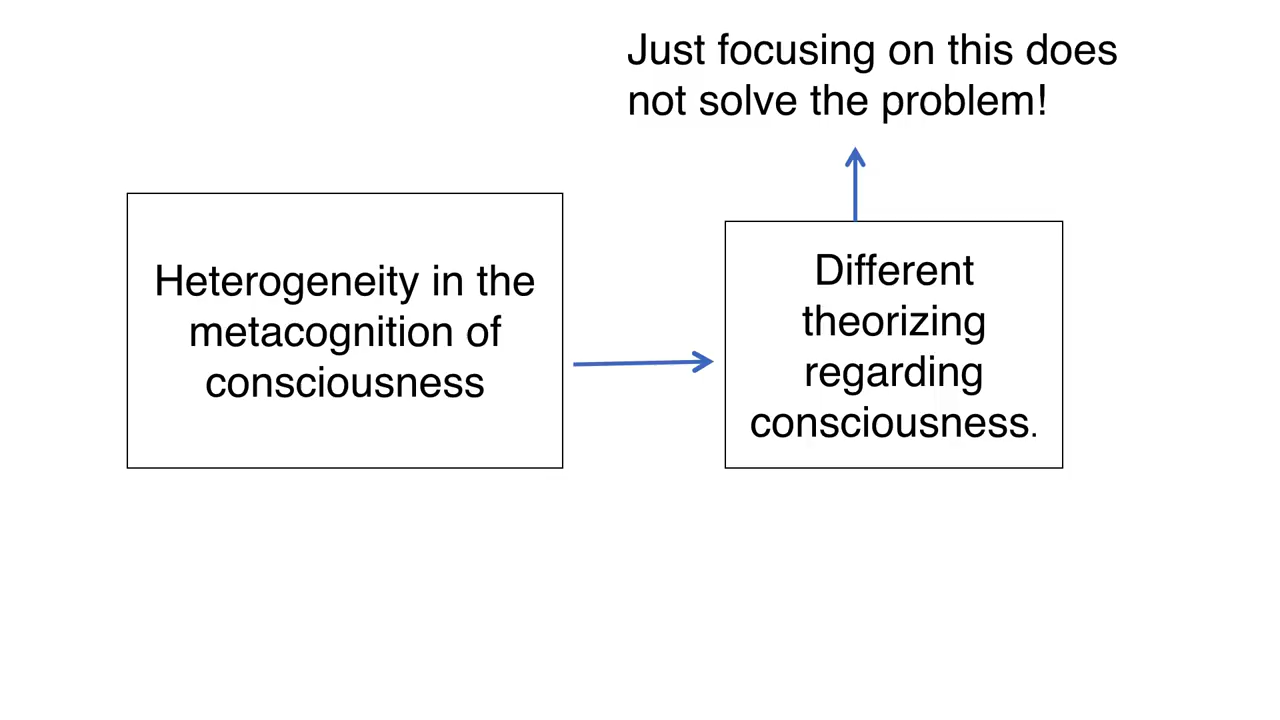 Just focusing on this does
not solve the problem!
Heterogeneity in the
metacognition of
consciousness
Different
theorizing
regarding
consciousness.